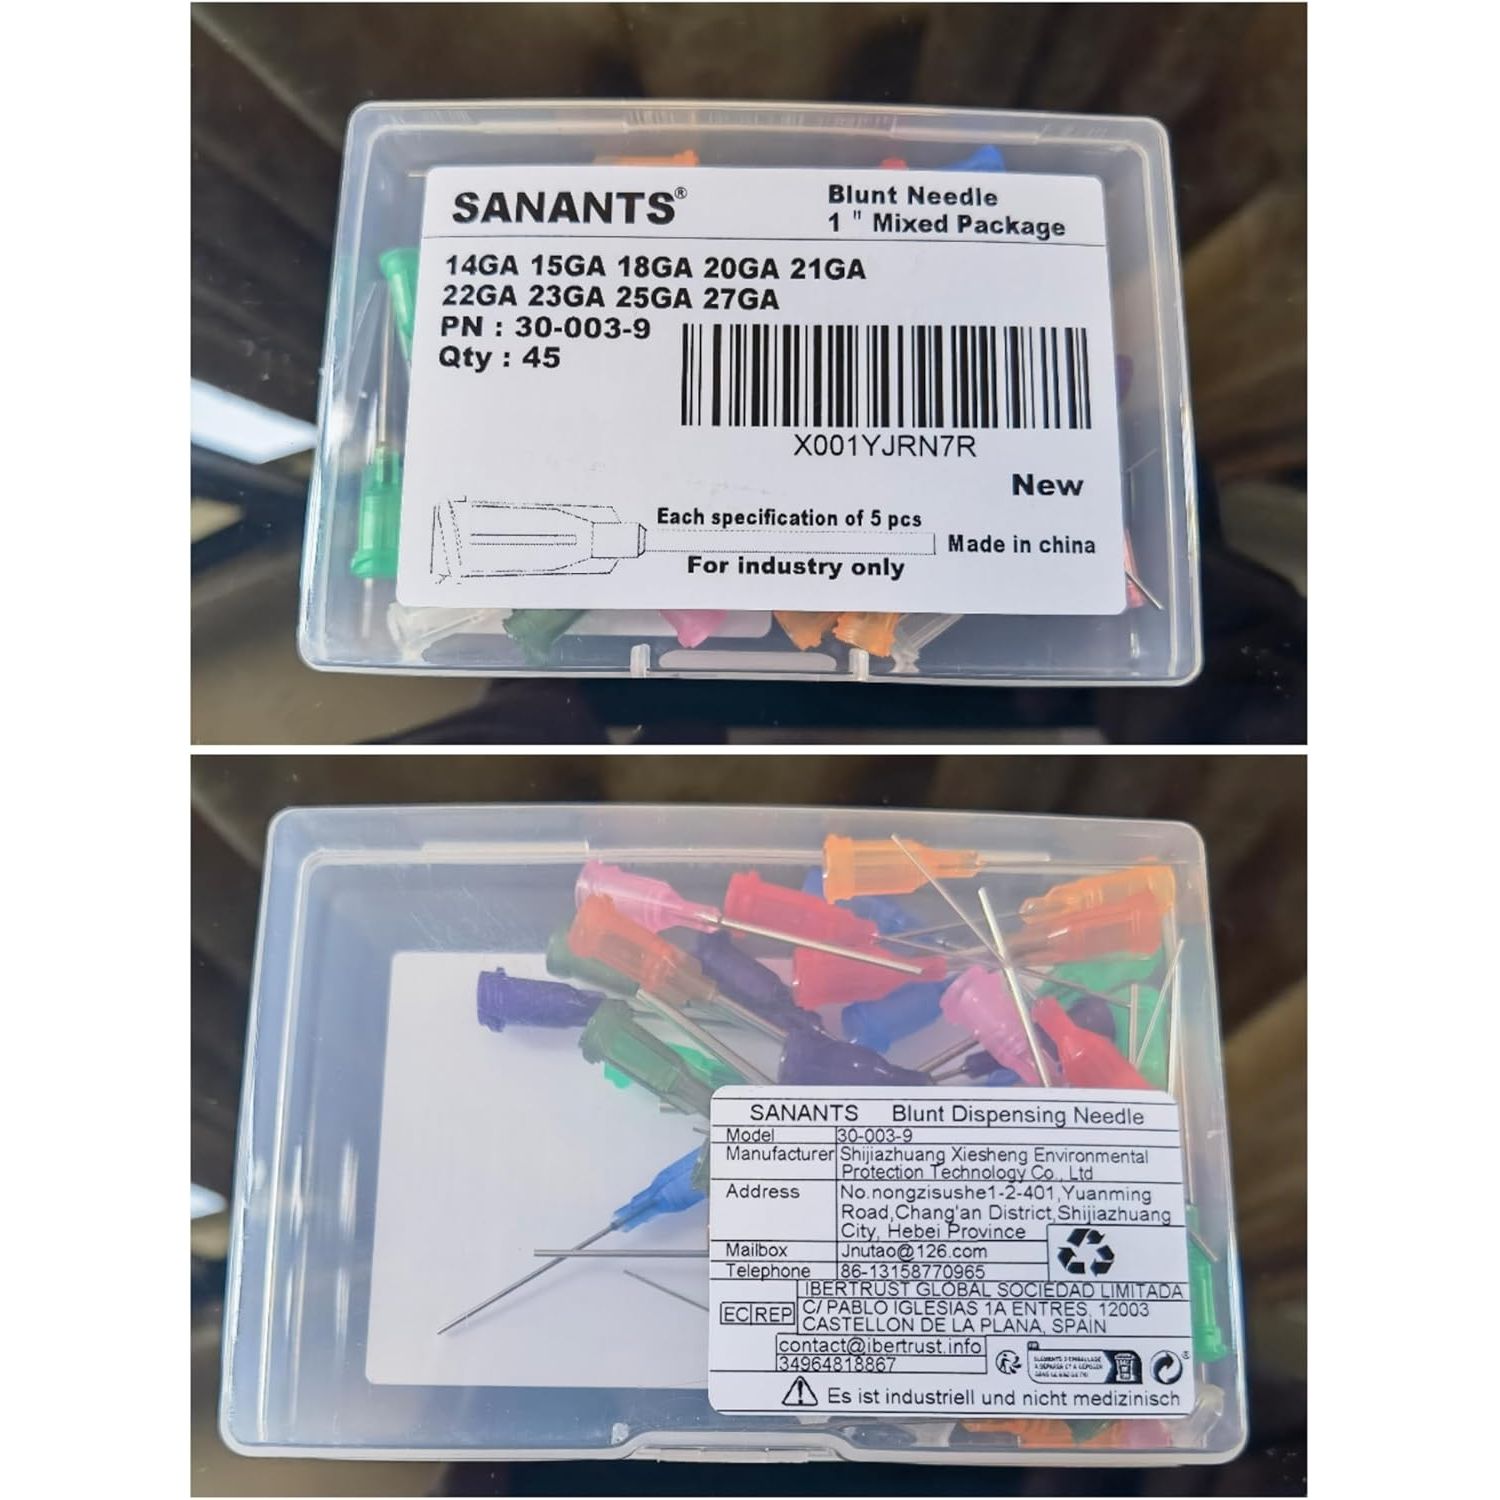 SANANTS®
Blunt Needle
1 " Mixed Package
14GA 15GA 18GA 20GA 21GA
22GA 23GA 25GA 27GA
PN : 30-003-9
Qty : 45
X001YJRN7R
New
Each specification of 5 pcs
Made in china
For industry only
SANANTS Blunt Dispensing Needle
Model 30-003-9
Manufacturer Shijiazhuang Xiesheng Environmental
Protection Technology Co., Ltd
Address No.nongzisushe1-2-401,Yuanming
Road,Chang'an District,Shijiazhuang
City, Hebei Province
Mailbox Jnutao@126.com
Telephone 86-13158770965
EC REP
IBERTRUST GLOBAL SOCIEDAD LIMITADA
C/ PABLO IGLESIAS 1A ENTRES, 12003
CASTELLON DE LA PLANA, SPAIN
contact@ibertrust.info
34964818867
Es ist industriell und nicht medizinisch